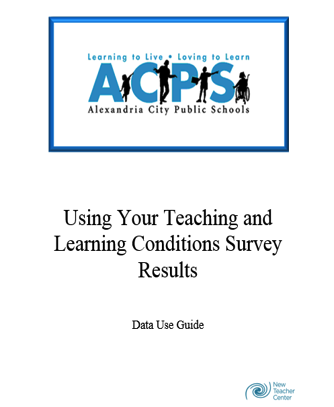 Learning to Live • Loving to Learn
ACPS
Alexandria City Public Schools
Using Your Teaching and
Learning Conditions Survey
Results
Data Use Guide
New
Teacher
Center